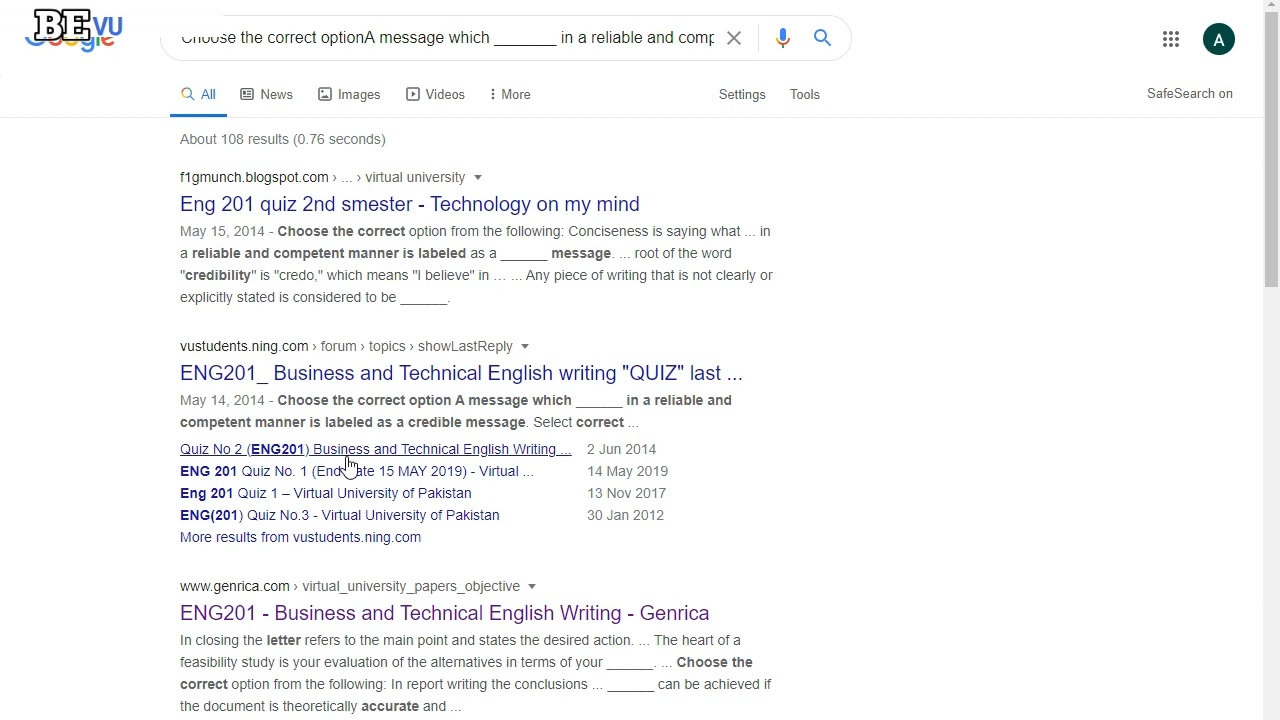 BE VU
Choose the correct optionA message which ________ in a reliable and comp
A
All News Images Videos More Settings Tools SafeSearch on
About 108 results (0.76 seconds)
f1gmunch.blogspot.com › ... › virtual university
Eng 201 quiz 2nd smester - Technology on my mind
May 15, 2014 - Choose the correct option from the following: Conciseness is saying what ... in
a reliable and competent manner is labeled as a ______ message. ... root of the word
"credibility" is "credo," which means "I believe" in ... ... Any piece of writing that is not clearly or
explicitly stated is considered to be ______.
vustudents.ning.com › forum › topics › showLastReply
ENG201_ Business and Technical English writing "QUIZ" last ...
May 14, 2014 - Choose the correct option A message which ______ in a reliable and
competent manner is labeled as a credible message. Select correct ...
Quiz No 2 (ENG201) Business and Technical English Writing ... 2 Jun 2014
ENG 201 Quiz No. 1 (End Date 15 MAY 2019) - Virtual ... 14 May 2019
Eng 201 Quiz 1 – Virtual University of Pakistan 13 Nov 2017
ENG(201) Quiz No.3 - Virtual University of Pakistan 30 Jan 2012
More results from vustudents.ning.com
www.genrica.com › virtual_university_papers_objective
ENG201 - Business and Technical English Writing - Genrica
In closing the letter refers to the main point and states the desired action. ... The heart of a
feasibility study is your evaluation of the alternatives in terms of your ______. ... Choose the
correct option from the following: In report writing the conclusions ... ______ can be achieved if
the document is theoretically accurate and ...